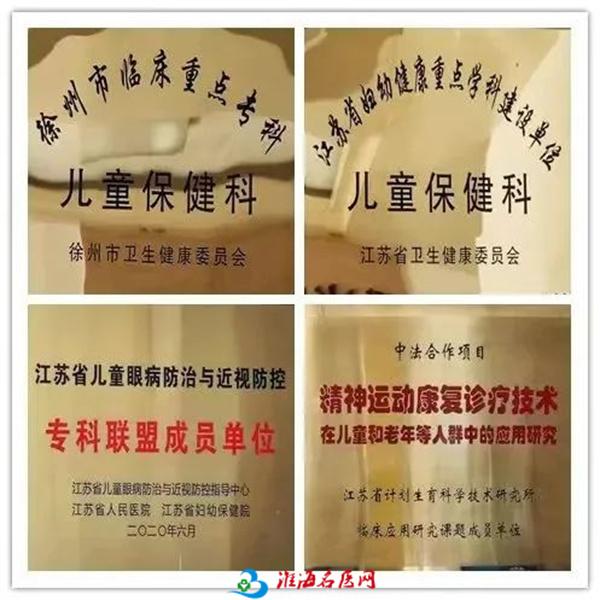 徐州市临床重点专科
儿童保健科
徐州市卫生健康委员会
江苏省妇幼健康重点学科建设单位
儿童保健科
江苏省卫生健康委员会
江苏省儿童眼病防治与近视防控
专科联盟成员单位
江苏省儿童眼病防治与近视防控指导中心
江苏省人民医院 江苏省妇幼保健院
二〇二〇年六月
中法合作项目
精神运动康复诊疗技术
在儿童和老年等人群中的应用研究
江苏省计划生育科学技术研究所
临床应用研究课题成员单位
淮海名医网